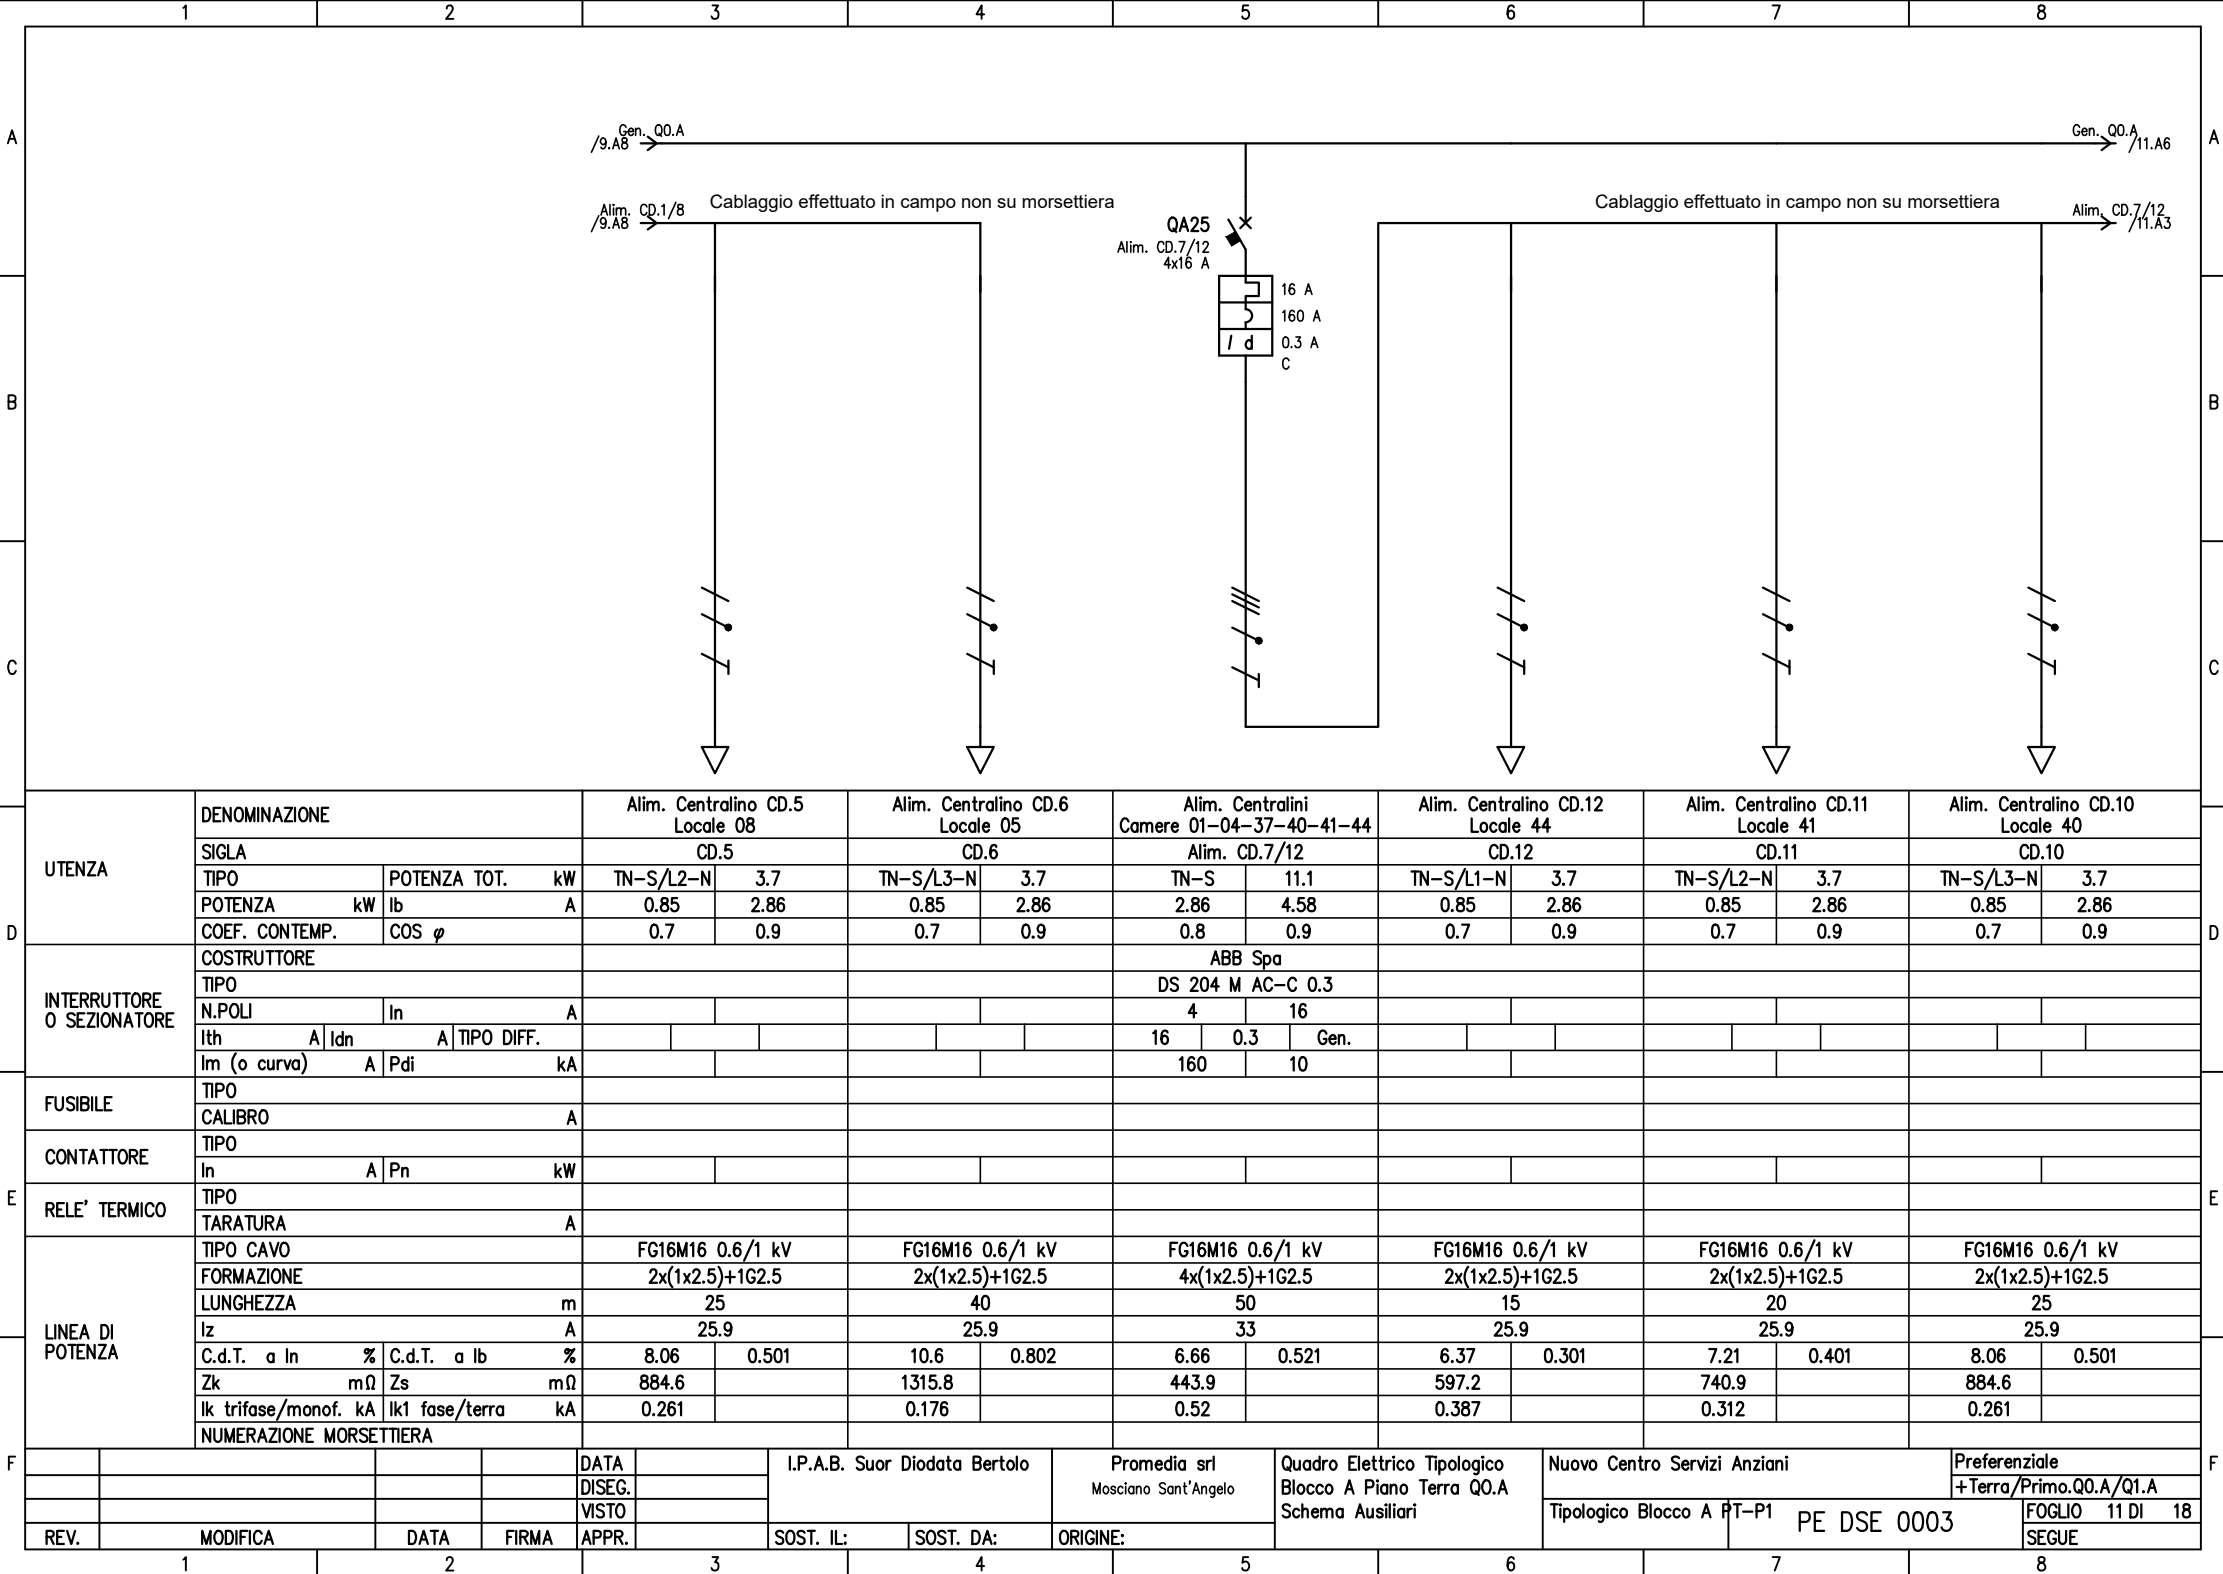 1 2 3 4 5 6 7 8
A A
Gen. Q0.A
/9.A8
Gen. Q0.A
/11.A6
Alim. CD.1/8
/9.A8
Cablaggio effettuato in campo non su morsettiera
Cablaggio effettuato in campo non su morsettiera
Alim. CD.7/12
/11.A3
QA25
Alim. CD.7/12
4x16 A
16 A
160 A
I d 0.3 A
C
B B
C C
D D
E E
F F
UTENZA
DENOMINAZIONE
Alim. Centralino CD.5
Locale 08
Alim. Centralino CD.6
Locale 05
Alim. Centralini
Camere 01-04-37-40-41-44
Alim. Centralino CD.12
Locale 44
Alim. Centralino CD.11
Locale 41
Alim. Centralino CD.10
Locale 40
SIGLA CD.5 CD.6 Alim. CD.7/12 CD.12 CD.11 CD.10
TIPO POTENZA TOT. kW TN-S/L2-N 3.7 TN-S/L3-N 3.7 TN-S 11.1 TN-S/L1-N 3.7 TN-S/L2-N 3.7 TN-S/L3-N 3.7
POTENZA kW Ib A 0.85 2.86 0.85 2.86 2.86 4.58 0.85 2.86 0.85 2.86 0.85 2.86
COEF. CONTEMP. COS φ 0.7 0.9 0.7 0.9 0.8 0.9 0.7 0.9 0.7 0.9 0.7 0.9
INTERRUTTORE
O SEZIONATORE
COSTRUTTORE ABB Spa
TIPO DS 204 M AC-C 0.3
N.POLI In A 4 16
Ith A Idn A TIPO DIFF. 16 0.3 Gen.
Im (o curva) A Pdi kA 160 10
FUSIBILE
TIPO
CALIBRO A
CONTATTORE
TIPO
In A Pn kW
RELE' TERMICO
TIPO
TARATURA A
LINEA DI
POTENZA
TIPO CAVO FG16M16 0.6/1 kV FG16M16 0.6/1 kV FG16M16 0.6/1 kV FG16M16 0.6/1 kV FG16M16 0.6/1 kV FG16M16 0.6/1 kV
FORMAZIONE 2x(1x2.5)+1G2.5 2x(1x2.5)+1G2.5 4x(1x2.5)+1G2.5 2x(1x2.5)+1G2.5 2x(1x2.5)+1G2.5 2x(1x2.5)+1G2.5
LUNGHEZZA m 25 40 50 15 20 25
Iz A 25.9 25.9 33 25.9 25.9 25.9
C.d.T. a In % C.d.T. a Ib % 8.06 0.501 10.6 0.802 6.66 0.521 6.37 0.301 7.21 0.401 8.06 0.501
Zk mΩ Zs mΩ 884.6 1315.8 443.9 597.2 740.9 884.6
Ik trifase/monof. kA Ik1 fase/terra kA 0.261 0.176 0.52 0.387 0.312 0.261
NUMERAZIONE MORSETTIERA
REV. MODIFICA DATA FIRMA
DATA
DISEG.
VISTO
APPR.
I.P.A.B. Suor Diodata Bertolo
SOST. IL: SOST. DA: ORIGINE:
Promedia srl
Mosciano Sant'Angelo
Quadro Elettrico Tipologico
Blocco A Piano Terra Q0.A
Schema Ausiliari
Nuovo Centro Servizi Anziani
Tipologico Blocco A PT-P1
PE DSE 0003
Preferenziale
+Terra/Primo.Q0.A/Q1.A
FOGLIO 11 DI 18
SEGUE
1 2 3 4 5 6 7 8